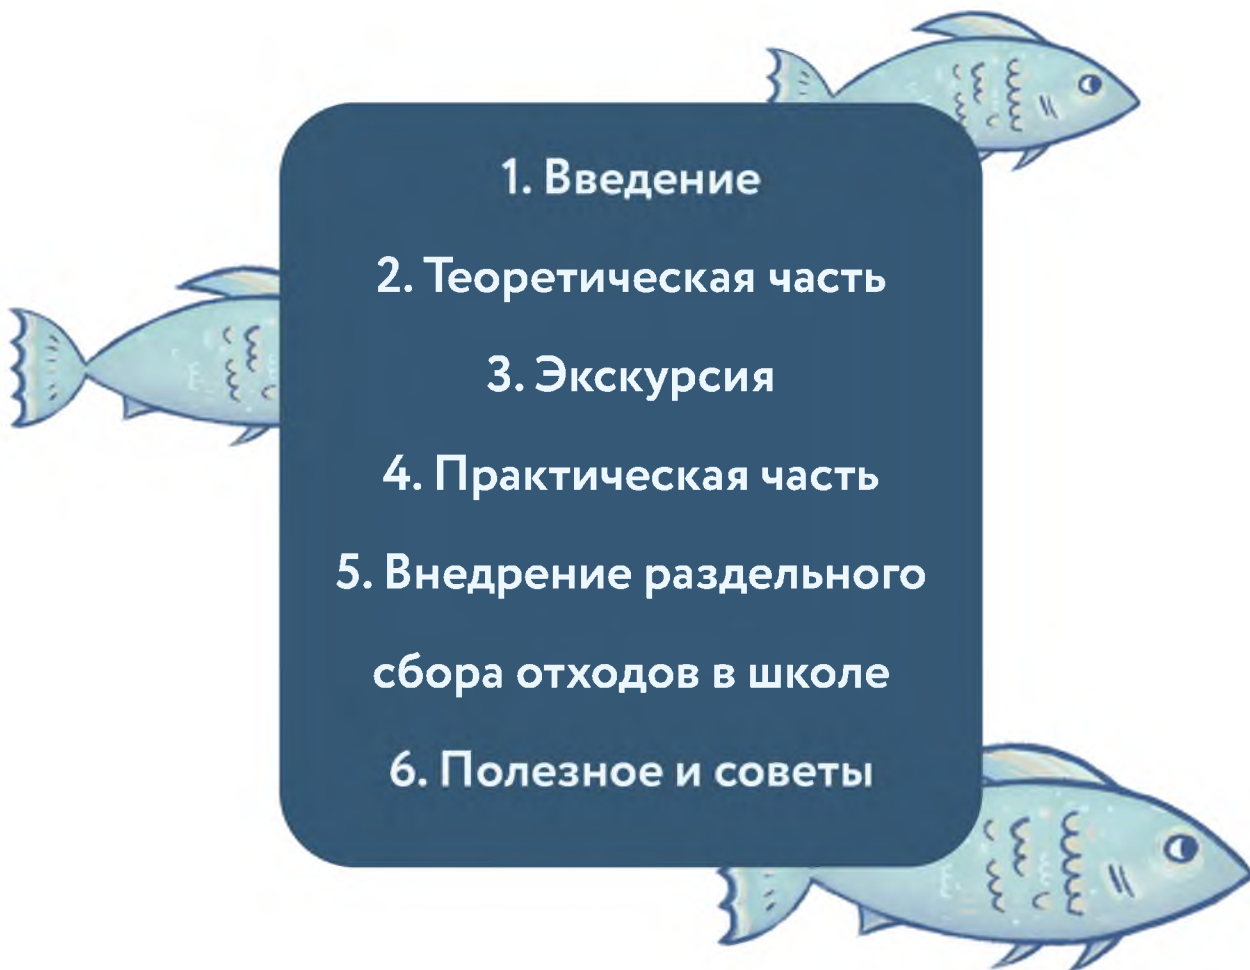 1. Введение
2. Теоретическая часть
3. Экскурсия
4. Практическая часть
5. Внедрение раздельного
сбора отходов в школе
6. Полезное и советы